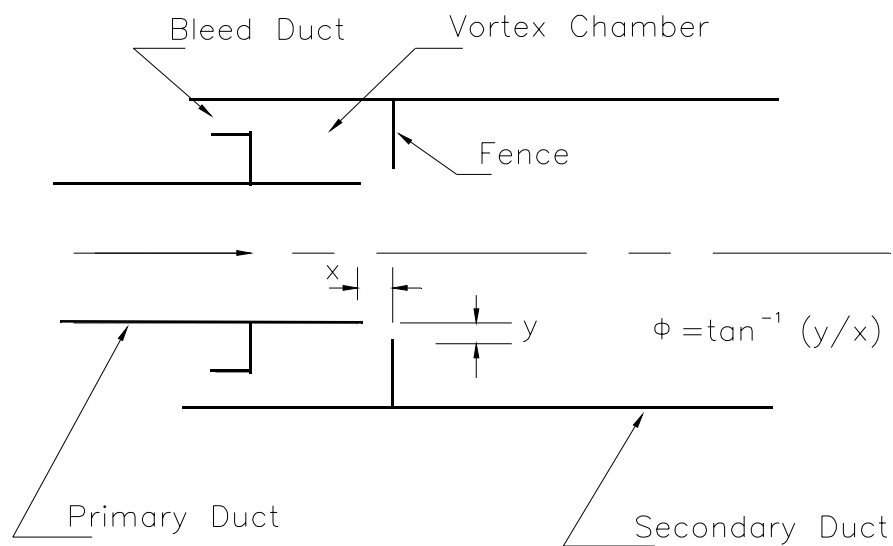 Bleed Duct
Vortex Chamber
Fence
x
y
Φ=tan⁻¹ (y/x)
Primary Duct
Secondary Duct